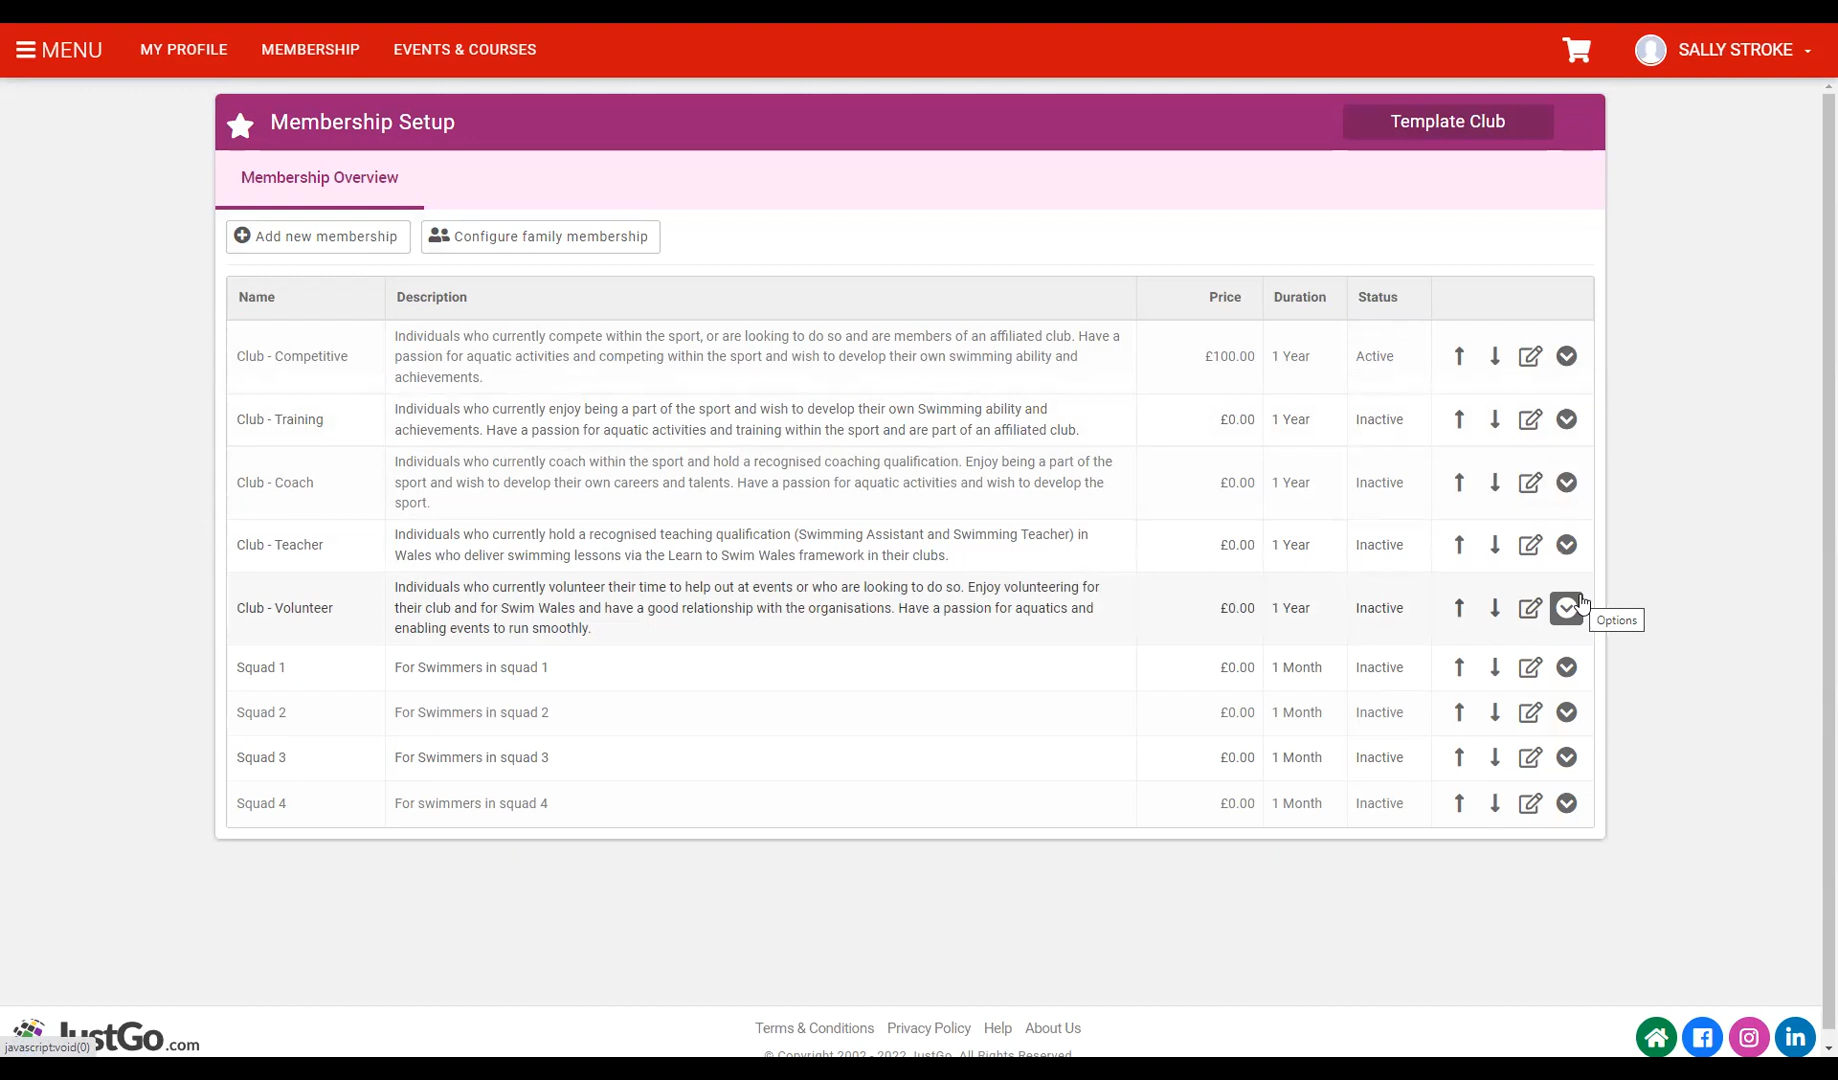 MENU MY PROFILE MEMBERSHIP EVENTS & COURSES SALLY STROKE
Membership Setup Template Club
Membership Overview
Add new membership Configure family membership
Name Description Price Duration Status
Individuals who currently compete within the sport, or are looking to do so and are members of an affiliated club. Have a
Club - Competitive passion for aquatic activities and competing within the sport and wish to develop their own swimming ability and £100.00 1 Year Active
achievements.
Individuals who currently enjoy being a part of the sport and wish to develop their own Swimming ability and
Club - Training £0.00 1 Year Inactive
achievements. Have a passion for aquatic activities and training within the sport and are part of an affiliated club.
Individuals who currently coach within the sport and hold a recognised coaching qualification. Enjoy being a part of the
Club - Coach sport and wish to develop their own careers and talents. Have a passion for aquatic activities and wish to develop the £0.00 1 Year Inactive
sport.
Individuals who currently hold a recognised teaching qualification (Swimming Assistant and Swimming Teacher) in
Club - Teacher £0.00 1 Year Inactive
Wales who deliver swimming lessons via the Learn to Swim Wales framework in their clubs.
Individuals who currently volunteer their time to help out at events or who are looking to do so. Enjoy volunteering for
Club - Volunteer their club and for Swim Wales and have a good relationship with the organisations. Have a passion for aquatics and £0.00 1 Year Inactive
Options
enabling events to run smoothly.
Squad 1 For Swimmers in squad 1 £0.00 1 Month Inactive
Squad 2 For Swimmers in squad 2 £0.00 1 Month Inactive
Squad 3 For Swimmers in squad 3 £0.00 1 Month Inactive
Squad 4 For swimmers in squad 4 £0.00 1 Month Inactive
Terms & Conditions Privacy Policy Help About Us
JustGo.com
javascript:void(0)
© Copyright 2002 - 2022 JustGo. All Rights Reserved